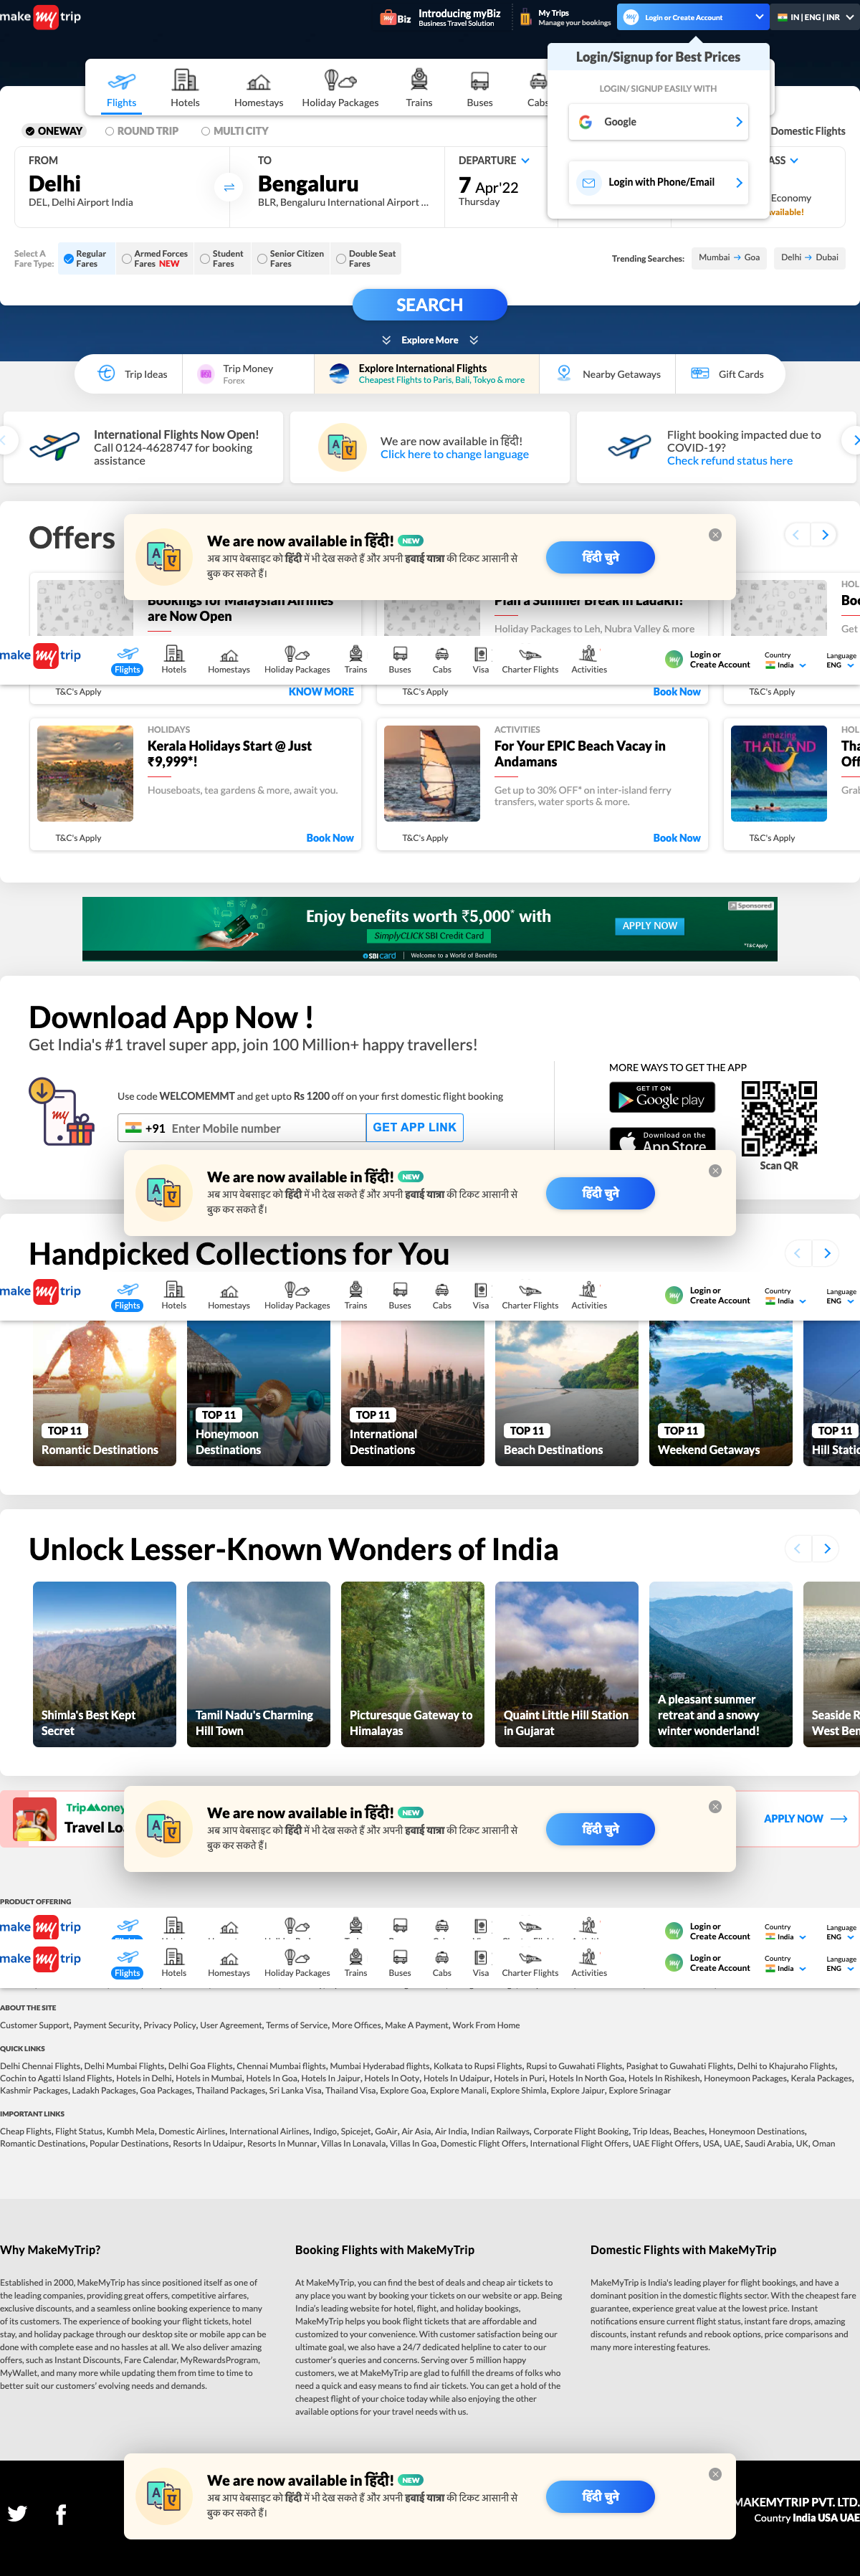 make my trip
my Biz
Introducing myBiz
Business Travel Solution
My Trips
Manage your bookings
my Login or Create Account
IN | ENG | INR
Login/Signup for Best Prices
LOGIN/ SIGNUP EASILY WITH
Google
Login with Phone/Email
Flights
Hotels
Homestays
Holiday Packages
Trains
Buses
Cabs
ONEWAY
ROUND TRIP
MULTI CITY
Domestic Flights
FROM
Delhi
DEL, Delhi Airport India
TO
Bengaluru
BLR, Bengaluru International Airport ...
DEPARTURE
7 Apr'22
Thursday
Economy
Select A
Fare Type:
Regular
Fares
Armed Forces
Fares NEW
Student
Fares
Senior Citizen
Fares
Double Seat
Fares
Trending Searches:
Mumbai → Goa
Delhi → Dubai
SEARCH
Explore More
Trip Ideas
Trip Money
Forex
Explore International Flights
Cheapest Flights to Paris, Bali, Tokyo & more
Nearby Getaways
Gift Cards
International Flights Now Open!
Call 0124-4628747 for booking
assistance
We are now available in हिंदी!
Click here to change language
Flight booking impacted due to
COVID-19?
Check refund status here
Offers
We are now available in हिंदी! NEW
अब आप वेबसाइट को हिंदी में भी देख सकते हैं और अपनी हवाई यात्रा की टिकट आसानी से
बुक कर सकते हैं।
हिंदी चुने
Bookings for Malaysian Airlines
are Now Open
Plan a Summer Break in Ladakh!
Holiday Packages to Leh, Nubra Valley & more
HOL
Boo
Get
make my trip
Flights
Hotels
Homestays
Holiday Packages
Trains
Buses
Cabs
Visa
Charter Flights
Activities
my Login or
Create Account
Country
India
Language
ENG
T&C's Apply
KNOW MORE
T&C's Apply
Book Now
T&C's Apply
HOLIDAYS
Kerala Holidays Start @ Just
₹9,999*!
Houseboats, tea gardens & more, await you.
T&C's Apply
Book Now
ACTIVITIES
For Your EPIC Beach Vacay in
Andamans
Get up to 30% OFF* on inter-island ferry
transfers, water sports & more.
T&C's Apply
Book Now
amazing
THAILAND
HOL
Tha
Off
Gral
T&C's Apply
Enjoy benefits worth ₹5,000* with
SimplyCLICK SBI Credit Card
SBI card | Welcome to a World of Benefits
APPLY NOW
Sponsored
*T&C Apply
Download App Now !
Get India's #1 travel super app, join 100 Million+ happy travellers!
my
Use code WELCOMEMMT and get upto Rs 1200 off on your first domestic flight booking
+91 Enter Mobile number
GET APP LINK
MORE WAYS TO GET THE APP
GET IT ON
Google play
Download on the
App Store
Scan QR
We are now available in हिंदी! NEW
अब आप वेबसाइट को हिंदी में भी देख सकते हैं और अपनी हवाई यात्रा की टिकट आसानी से
बुक कर सकते हैं।
हिंदी चुने
Handpicked Collections for You
make my trip
Flights
Hotels
Homestays
Holiday Packages
Trains
Buses
Cabs
Visa
Charter Flights
Activities
my Login or
Create Account
Country
India
Language
ENG
TOP 11
Romantic Destinations
TOP 11
Honeymoon
Destinations
TOP 11
International
Destinations
TOP 11
Beach Destinations
TOP 11
Weekend Getaways
TOP 11
Hill Static
Unlock Lesser-Known Wonders of India
Shimla's Best Kept
Secret
Tamil Nadu's Charming
Hill Town
Picturesque Gateway to
Himalayas
Quaint Little Hill Station
in Gujarat
A pleasant summer
retreat and a snowy
winter wonderland!
Seaside R
West Ben
TripMoney
Travel Loa
APPLY NOW
We are now available in हिंदी! NEW
अब आप वेबसाइट को हिंदी में भी देख सकते हैं और अपनी हवाई यात्रा की टिकट आसानी से
बुक कर सकते हैं।
हिंदी चुने
PRODUCT OFFERING
make my trip
my Login or
Create Account
Country
India
Language
ENG
make my trip
Flights
Hotels
Homestays
Holiday Packages
Trains
Buses
Cabs
Visa
Charter Flights
Activities
my Login or
Create Account
Country
India
Language
ENG
ABOUT THE SITE
Customer Support, Payment Security, Privacy Policy, User Agreement, Terms of Service, More Offices, Make A Payment, Work From Home
QUICK LINKS
Delhi Chennai Flights, Delhi Mumbai Flights, Delhi Goa Flights, Chennai Mumbai flights, Mumbai Hyderabad flights, Kolkata to Rupsi Flights, Rupsi to Guwahati Flights, Pasighat to Guwahati Flights, Delhi to Khajuraho Flights,
Cochin to Agatti Island Flights, Hotels in Delhi, Hotels in Mumbai, Hotels In Goa, Hotels In Jaipur, Hotels In Ooty, Hotels In Udaipur, Hotels in Puri, Hotels In North Goa, Hotels In Rishikesh, Honeymoon Packages, Kerala Packages,
Kashmir Packages, Ladakh Packages, Goa Packages, Thailand Packages, Sri Lanka Visa, Thailand Visa, Explore Goa, Explore Manali, Explore Shimla, Explore Jaipur, Explore Srinagar
IMPORTANT LINKS
Cheap Flights, Flight Status, Kumbh Mela, Domestic Airlines, International Airlines, Indigo, Spicejet, GoAir, Air Asia, Air India, Indian Railways, Corporate Flight Booking, Trip Ideas, Beaches, Honeymoon Destinations,
Romantic Destinations, Popular Destinations, Resorts In Udaipur, Resorts In Munnar, Villas In Lonavala, Villas In Goa, Domestic Flight Offers, International Flight Offers, UAE Flight Offers, USA, UAE, Saudi Arabia, UK, Oman
Why MakeMyTrip?
Established in 2000, MakeMyTrip has since positioned itself as one of
the leading companies, providing great offers, competitive airfares,
exclusive discounts, and a seamless online booking experience to many
of its customers. The experience of booking your flight tickets, hotel
stay, and holiday package through our desktop site or mobile app can be
done with complete ease and no hassles at all. We also deliver amazing
offers, such as Instant Discounts, Fare Calendar, MyRewardsProgram,
MyWallet, and many more while updating them from time to time to
better suit our customers' evolving needs and demands.
Booking Flights with MakeMyTrip
At MakeMyTrip, you can find the best of deals and cheap air tickets to
any place you want by booking your tickets on our website or app. Being
India's leading website for hotel, flight, and holiday bookings,
MakeMyTrip helps you book flight tickets that are affordable and
customized to your convenience. With customer satisfaction being our
ultimate goal, we also have a 24/7 dedicated helpline to cater to our
customer's queries and concerns. Serving over 5 million happy
customers, we at MakeMyTrip are glad to fulfill the dreams of folks who
need a quick and easy means to find air tickets. You can get a hold of the
cheapest flight of your choice today while also enjoying the other
available options for your travel needs with us.
Domestic Flights with MakeMyTrip
MakeMyTrip is India's leading player for flight bookings, and have a
dominant position in the domestic flights sector. With the cheapest fare
guarantee, experience great value at the lowest price. Instant
notifications ensure current flight status, instant fare drops, amazing
discounts, instant refunds and rebook options, price comparisons and
many more interesting features.
We are now available in हिंदी! NEW
अब आप वेबसाइट को हिंदी में भी देख सकते हैं और अपनी हवाई यात्रा की टिकट आसानी से
बुक कर सकते हैं।
हिंदी चुने
MAKEMYTRIP PVT. LTD.
Country India USA UAE